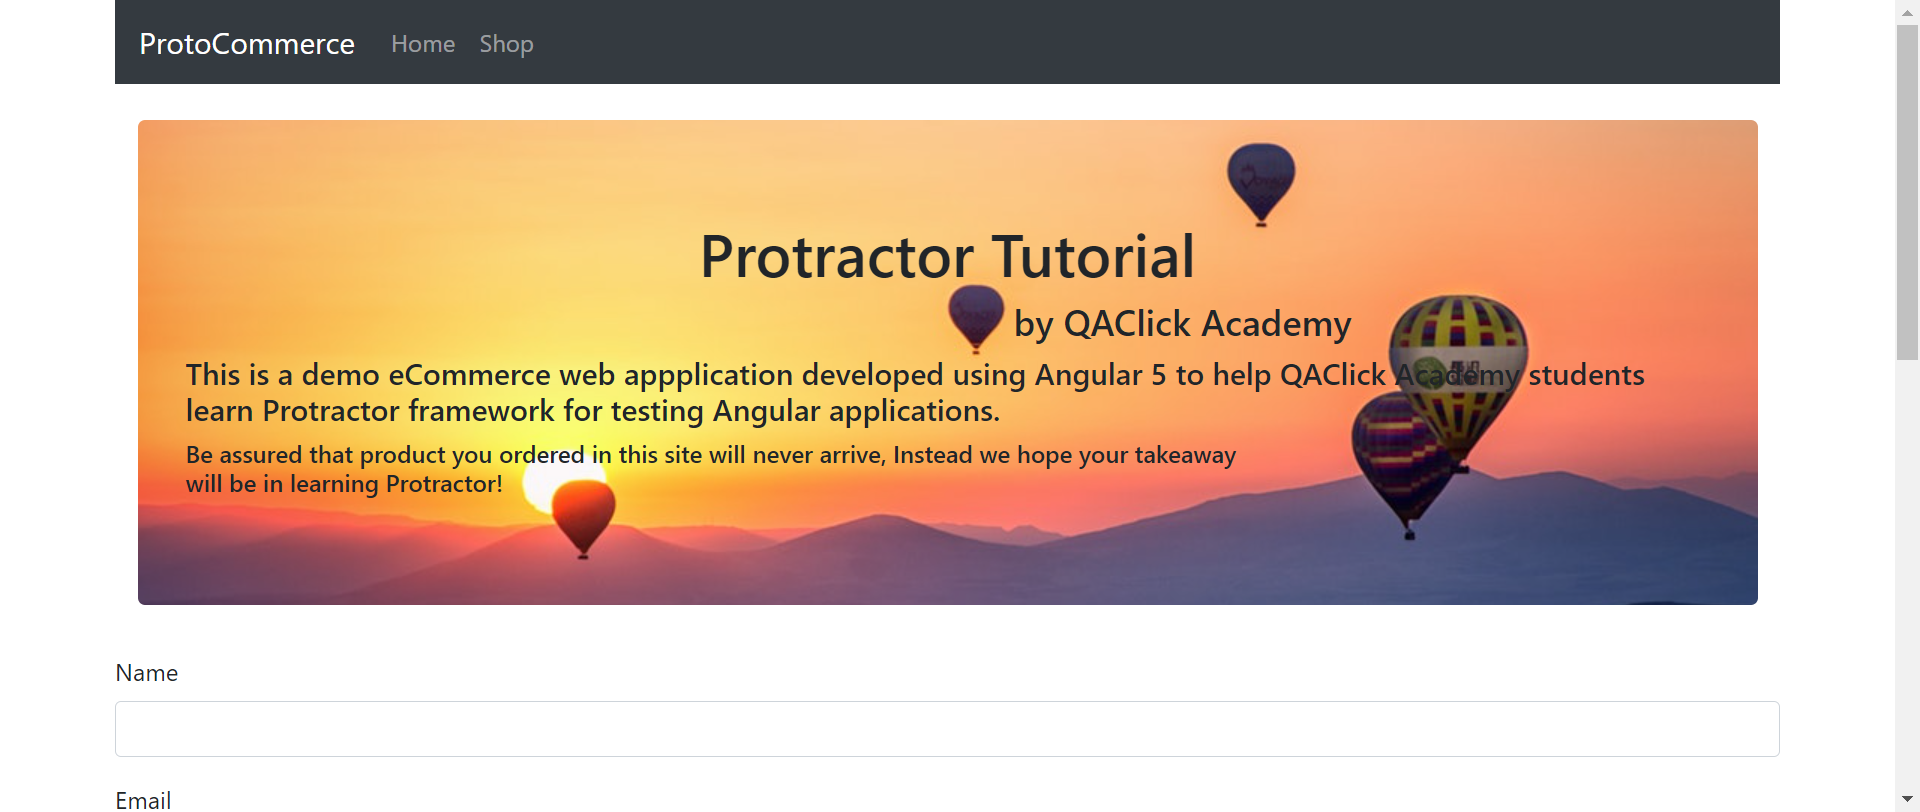 ProtoCommerce Home Shop
Protractor Tutorial
by QAClick Academy
This is a demo eCommerce web appplication developed using Angular 5 to help QAClick Academy students
learn Protractor framework for testing Angular applications.
Be assured that product you ordered in this site will never arrive, Instead we hope your takeaway
will be in learning Protractor!
Name
Email